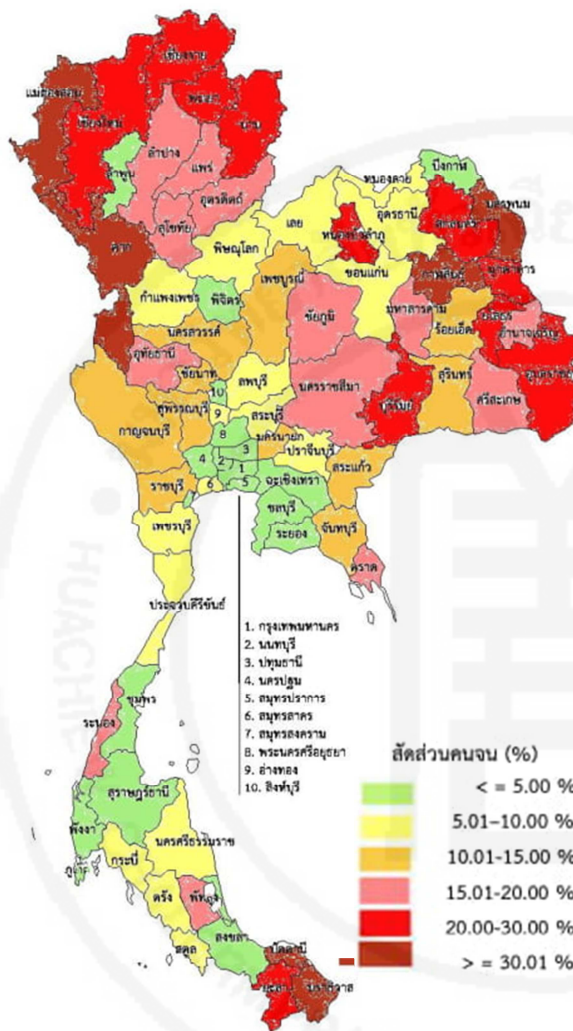 เชียงราย
แม่ฮ่องสอน
พะเยา
เชียงใหม่
น่าน
ลำปาง
แพร่
ลำพูน
อุตรดิตถ์
สุโขทัย
ตาก
บึงกาฬ
หนองคาย
นครพนม
เลย
อุดรธานี
สกลนคร
หนองบัวลำภู
พิษณุโลก
เพชรบูรณ์
ขอนแก่น
กาฬสินธุ์
มุกดาหาร
กำแพงเพชร
พิจิตร
ชัยภูมิ
มหาสารคาม
ร้อยเอ็ด
ยโสธร
อำนาจเจริญ
นครสวรรค์
อุทัยธานี
ชัยนาท
ลพบุรี
นครราชสีมา
บุรีรัมย์
สุรินทร์
ศรีสะเกษ
อุบลราชธานี
10
สุพรรณบุรี
9
สระบุรี
กาญจนบุรี
8
นครนายก
ปราจีนบุรี
3
4
2
1
สระแก้ว
ราชบุรี
6
5
ฉะเชิงเทรา
ชลบุรี
เพชรบุรี
ระยอง
จันทบุรี
ตราด
ประจวบคีรีขันธ์
1. กรุงเทพมหานคร
2. นนทบุรี
3. ปทุมธานี
4. นครปฐม
5. สมุทรปราการ
6. สมุทรสาคร
7. สมุทรสงคราม
8. พระนครศรีอยุธยา
9. อ่างทอง
10. สิงห์บุรี
ชุมพร
ระนอง
สุราษฎร์ธานี
พังงา
นครศรีธรรมราช
กระบี่
ภูเก็ต
ตรัง
พัทลุง
สงขลา
สตูล
ปัตตานี
ยะลา
นราธิวาส
สัดส่วนคนจน (%)
< = 5.00 %
5.01–10.00 %
10.01-15.00 %
15.01-20.00 %
20.00-30.00 %
> = 30.01 %
HUACHIE